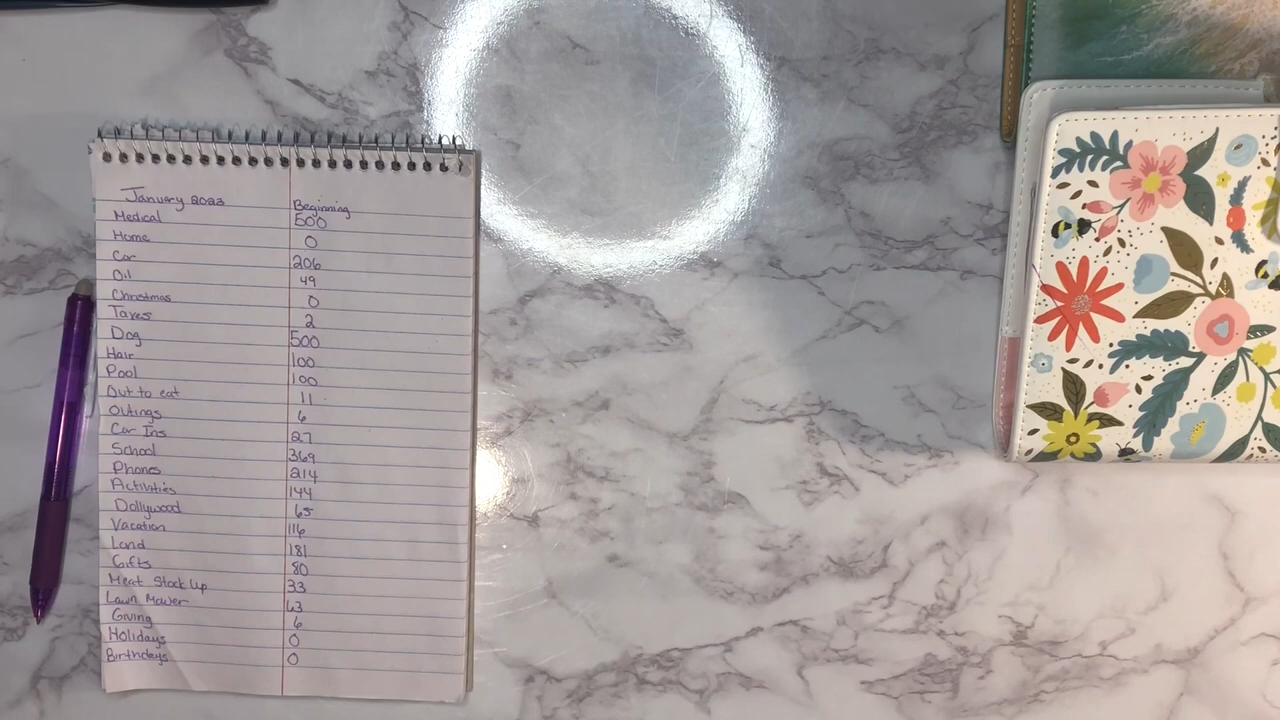 January 2023 Beginning
Medical 500
Home 0
Car 206
Oil 49
Christmas 0
Taxes 2
Dog 500
Hair 100
Pool 100
Out to eat 11
Outings 6
Car Ins 27
School 369
Phones 214
Activities 144
Dollywood 65
Vacation 116
Land 181
Gifts 80
Meat Stock Up 33
Lawn Mower 63
Giving 6
Holidays 0
Birthdays 0